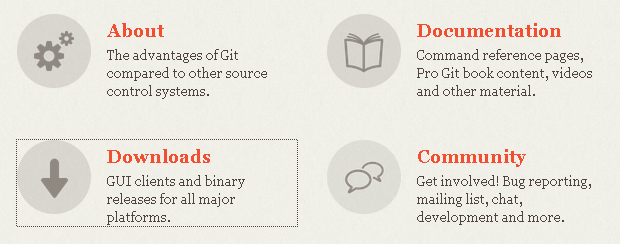 About
The advantages of Git
compared to other source
control systems.
Documentation
Command reference pages,
Pro Git book content, videos
and other material.
Downloads
GUI clients and binary
releases for all major
platforms.
Community
Get involved! Bug reporting,
mailing list, chat,
development and more.